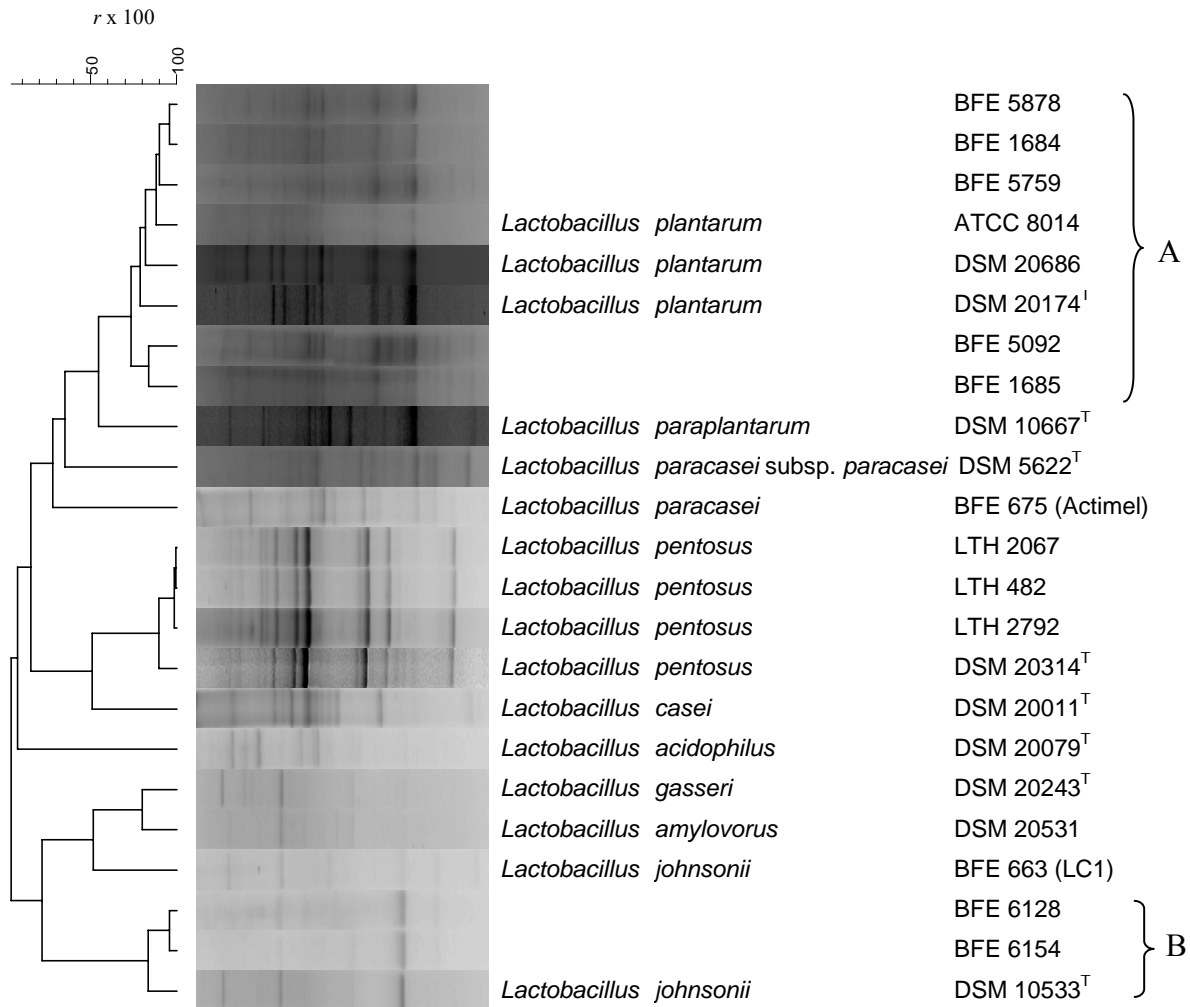 r x 100
50 100
BFE 5878
BFE 1684
BFE 5759
Lactobacillus plantarum ATCC 8014
A
Lactobacillus plantarum DSM 20686
Lactobacillus plantarum DSM 20174T
BFE 5092
BFE 1685
Lactobacillus paraplantarum DSM 10667T
Lactobacillus paracasei subsp. paracasei DSM 5622T
Lactobacillus paracasei BFE 675 (Actimel)
Lactobacillus pentosus LTH 2067
Lactobacillus pentosus LTH 482
Lactobacillus pentosus LTH 2792
Lactobacillus pentosus DSM 20314T
Lactobacillus casei DSM 20011T
Lactobacillus acidophilus DSM 20079T
Lactobacillus gasseri DSM 20243T
Lactobacillus amylovorus DSM 20531
Lactobacillus johnsonii BFE 663 (LC1)
BFE 6128
BFE 6154
B
Lactobacillus johnsonii DSM 10533T